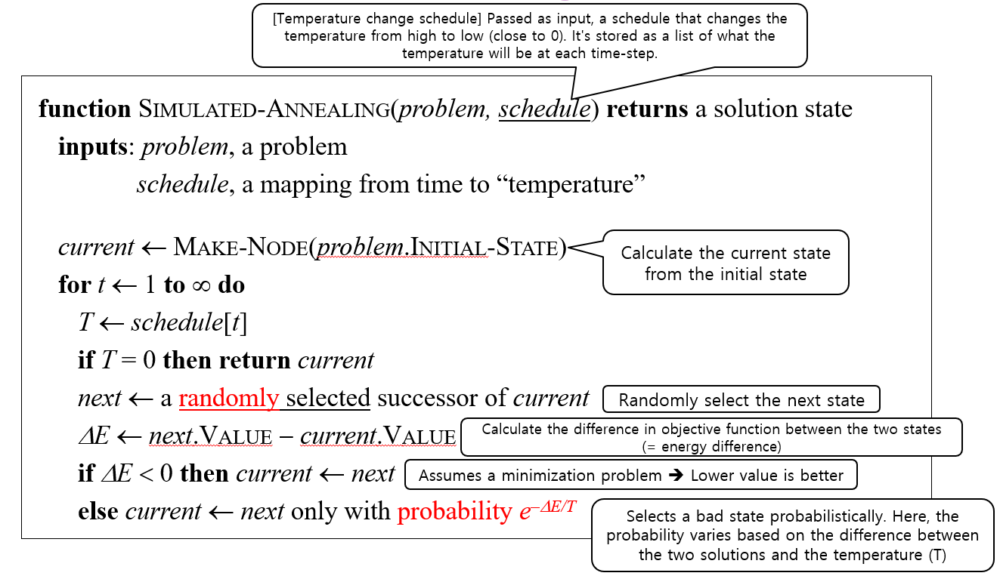 [Temperature change schedule] Passed as input, a schedule that changes the
temperature from high to low (close to 0). It's stored as a list of what the
temperature will be at each time-step.
function SIMULATED-ANNEALING(problem, schedule) returns a solution state
inputs: problem, a problem
schedule, a mapping from time to “temperature”
current ← MAKE-NODE(problem.INITIAL-STATE)
Calculate the current state
from the initial state
for t ← 1 to ∞ do
T ← schedule[t]
if T = 0 then return current
next ← a randomly selected successor of current
Randomly select the next state
ΔE ← next.VALUE – current.VALUE
Calculate the difference in objective function between the two states
(= energy difference)
if ΔE < 0 then current ← next
Assumes a minimization problem ➔ Lower value is better
else current ← next only with probability e–ΔE/T
Selects a bad state probabilistically. Here, the
probability varies based on the difference between
the two solutions and the temperature (T)